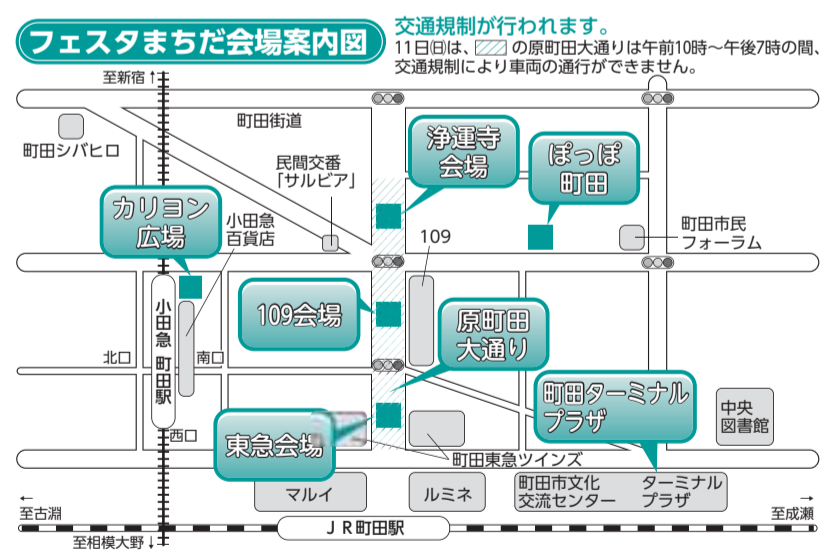 フェスタまちだ会場案内図
交通規制が行われます。
11日㈰は、 の原町田大通りは午前10時～午後7時の間、
交通規制により車両の通行ができません。
至新宿↑
町田街道
町田シバヒロ
民間交番
「サルビア」
浄運寺
会場
ぽっぽ
町田
カリヨン
広場
小田急
百貨店
109
町田市民
フォーラム
109会場
原町田
大通り
小田急 町田駅
北口
南口
西口
町田ターミナル
プラザ
中央
図書館
東急会場
町田東急ツインズ
マルイ
ルミネ
町田市文化
交流センター
ターミナル
プラザ
←
至古淵
→
至成瀬
JR町田駅
至相模大野↓